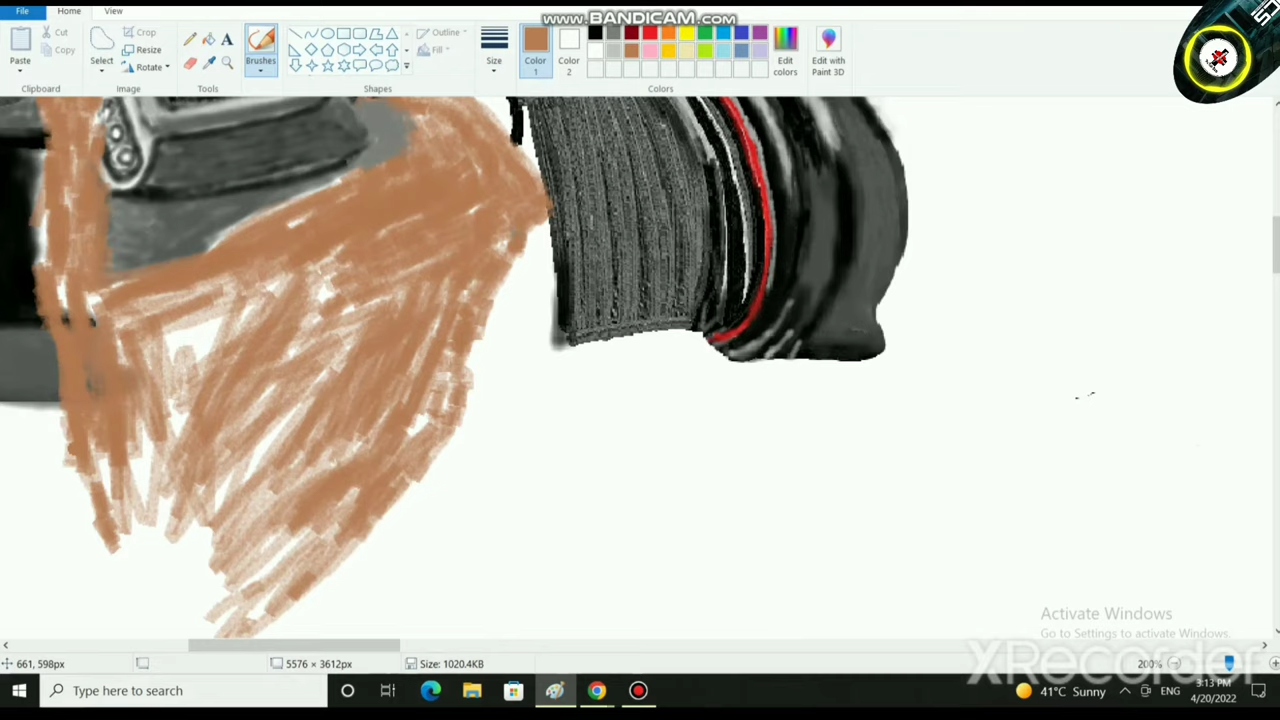 www.BANDICAM.com
File
Home
View
Paste
Cut
Copy
Clipboard
Select
Crop
Resize
Rotate
Image
Tools
Brushes
Shapes
Outline
Fill
Size
Color
1
Color
2
Colors
Edit
colors
Edit with
Paint 3D
Activate Windows
Go to Settings to activate Windows.
XRecorder
661, 598px
5576 × 3612px
Size: 1020.4KB
200%
Type here to search
41°C Sunny
ENG
3:13 PM
4/20/2022